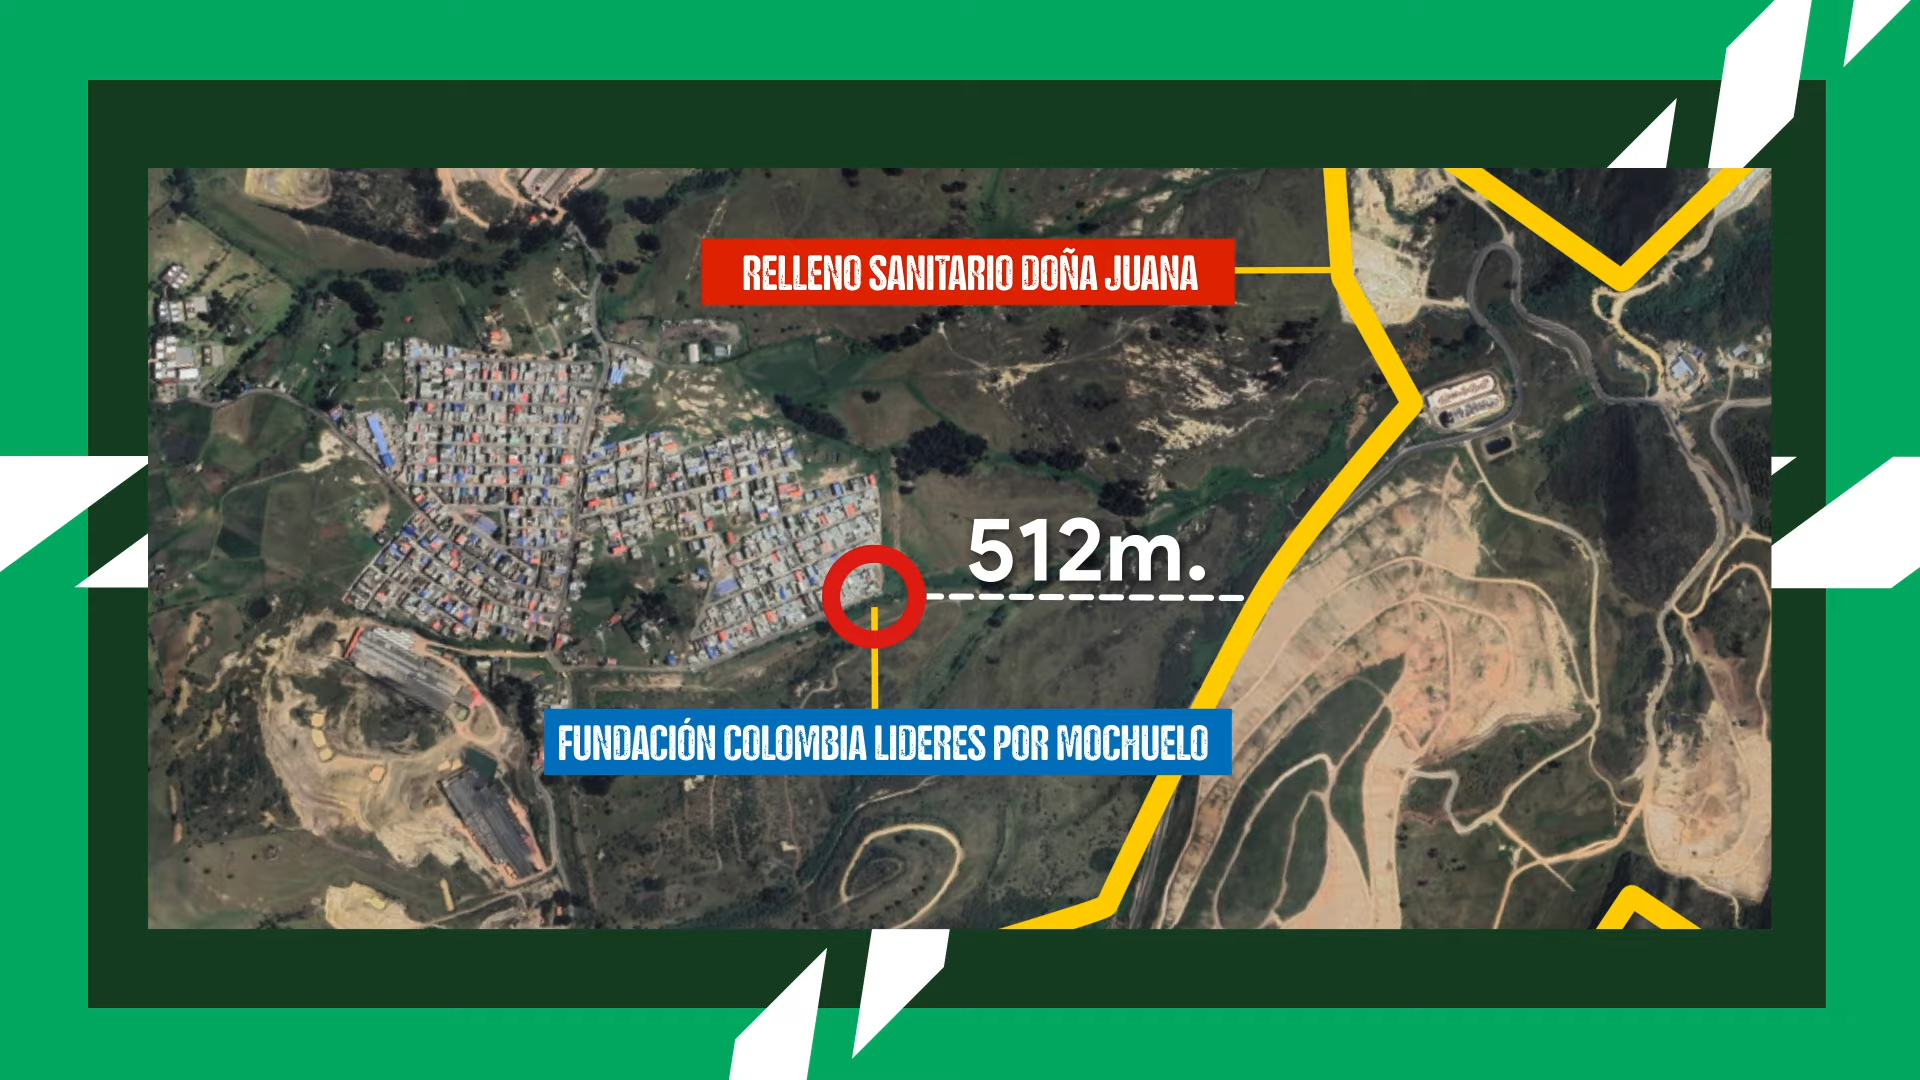 RELLENO SANITARIO DOÑA JUANA
512m.
FUNDACIÓN COLOMBIA LIDERES POR MOCHUELO